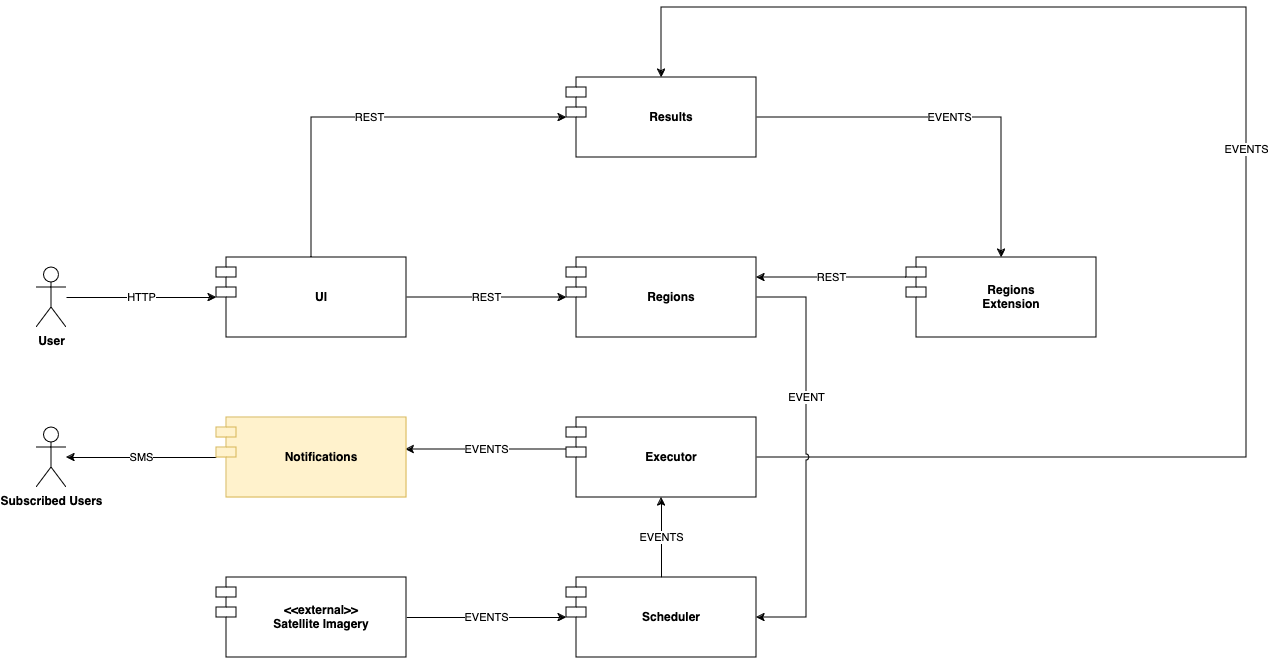 EVENTS
REST
Results
EVENTS
HTTP
User
UI
REST
Regions
REST
Regions
Extension
EVENT
SMS
Subscribed Users
Notifications
EVENTS
Executor
EVENTS
<<external>>
Satellite Imagery
EVENTS
Scheduler